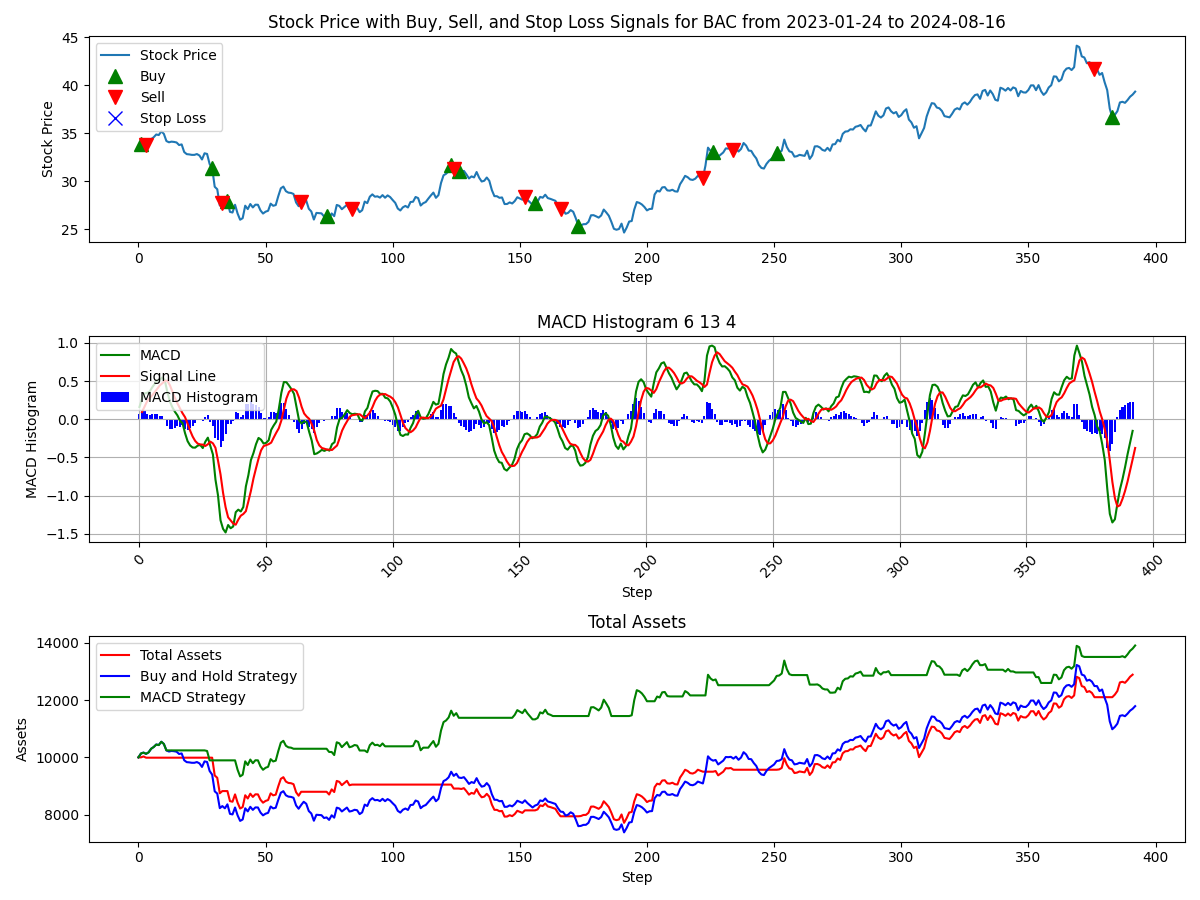 Stock Price with Buy, Sell, and Stop Loss Signals for BAC from 2023-01-24 to 2024-08-16
Stock Price
Buy
Sell
Stop Loss
Stock Price
45
40
35
30
25
0 50 100 150 200 250 300 350 400
Step
MACD Histogram 6 13 4
MACD
Signal Line
MACD Histogram
MACD Histogram
1.0
0.5
0.0
−0.5
−1.0
−1.5
0 50 100 150 200 250 300 350 400
Step
Total Assets
Total Assets
Buy and Hold Strategy
MACD Strategy
Assets
14000
12000
10000
8000
0 50 100 150 200 250 300 350 400
Step